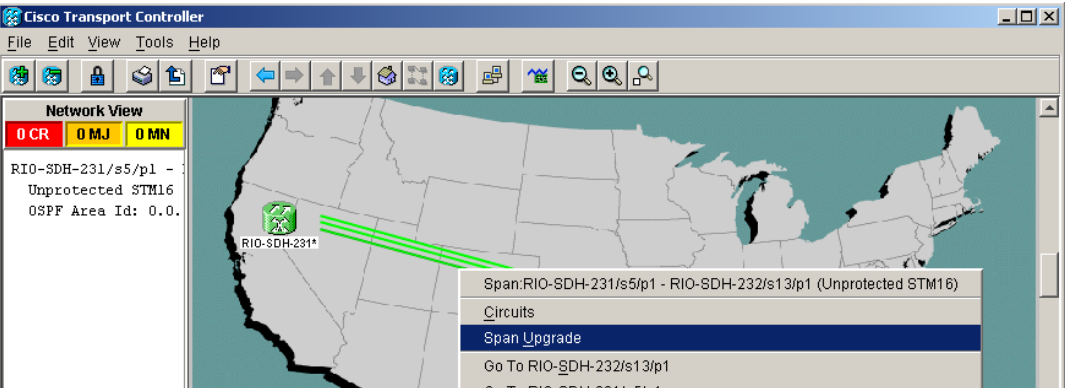 Cisco Transport Controller
File Edit View Tools Help
Network View
0 CR 0 MJ 0 MN
RIO-SDH-231/s5/p1 -
Unprotected STM16
OSPF Area Id: 0.0.
RIO-SDH-231*
Span:RIO-SDH-231/s5/p1 - RIO-SDH-232/s13/p1 (Unprotected STM16)
Circuits
Span Upgrade
Go To RIO-SDH-232/s13/p1